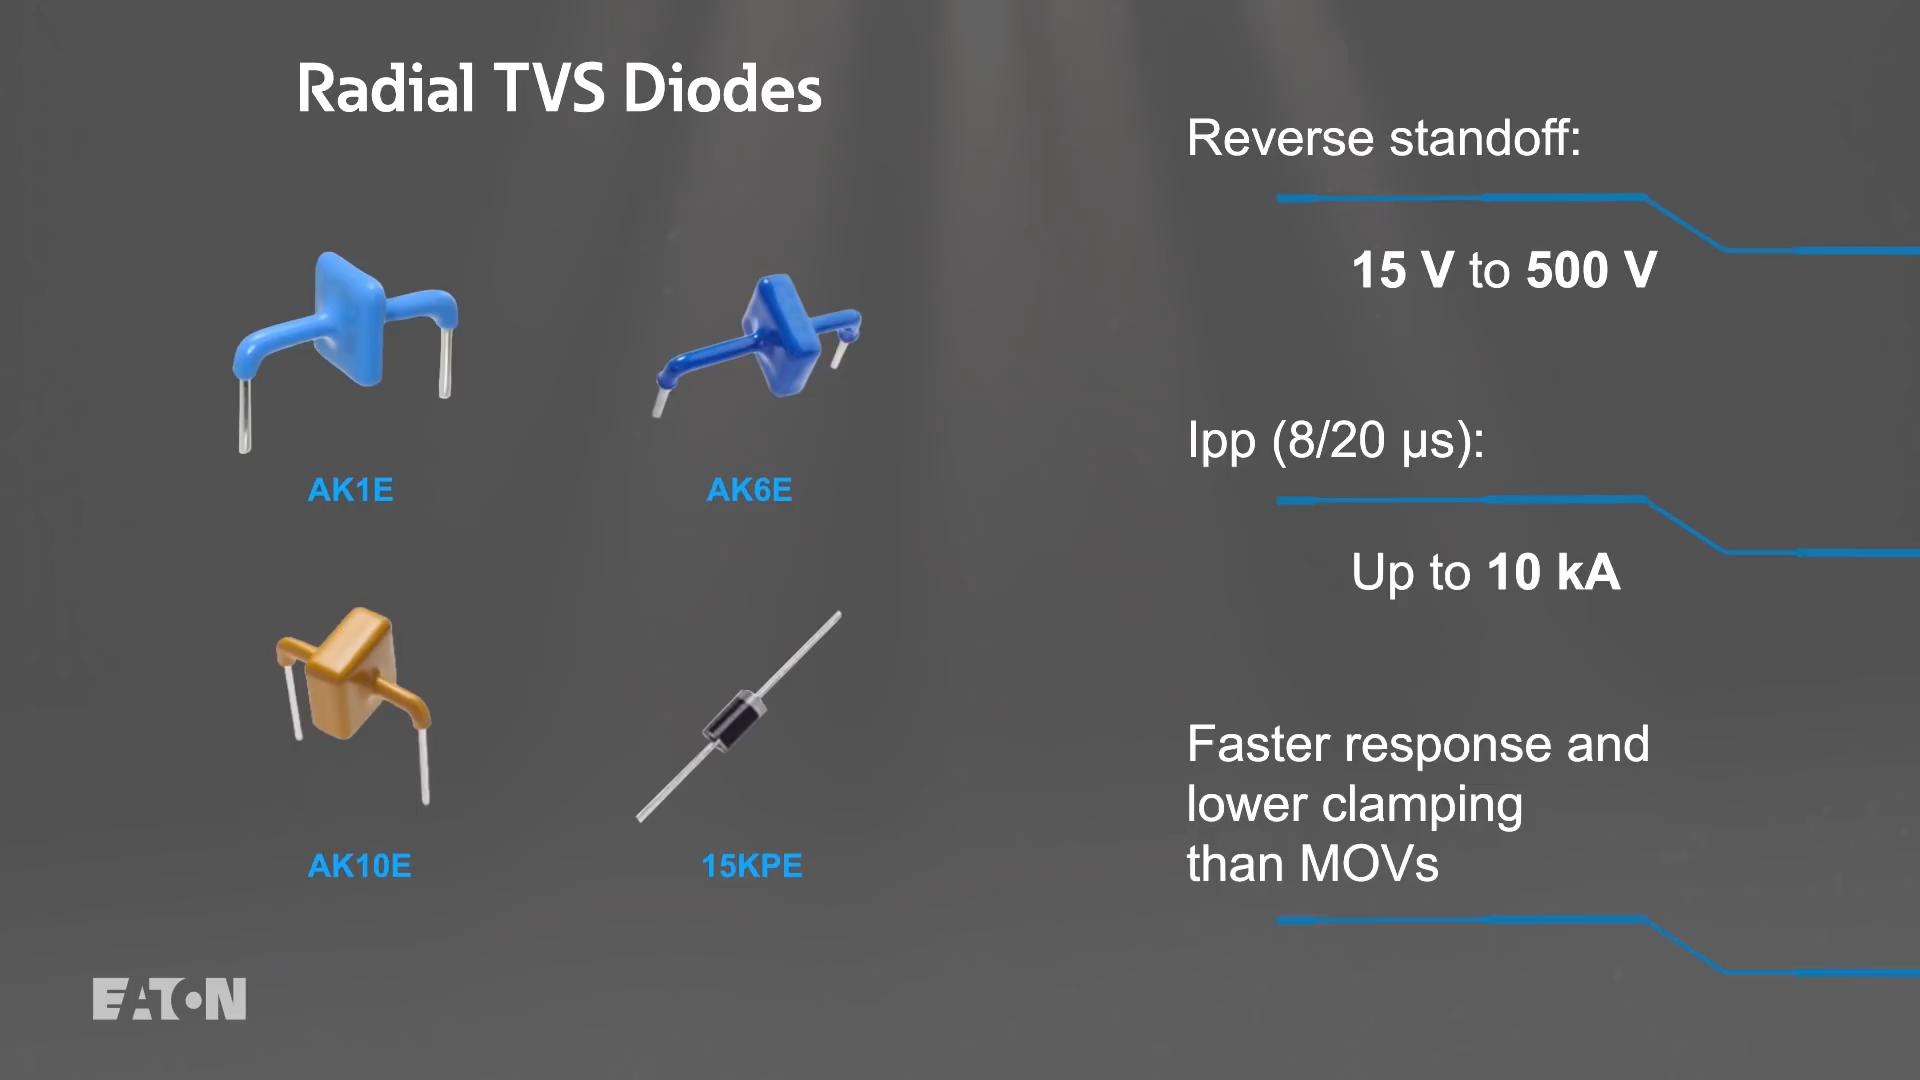 Radial TVS Diodes
AK1E
AK6E
AK10E
15KPE
Reverse standoff:
15 V to 500 V
Ipp (8/20 µs):
Up to 10 kA
Faster response and
lower clamping
than MOVs
EATON